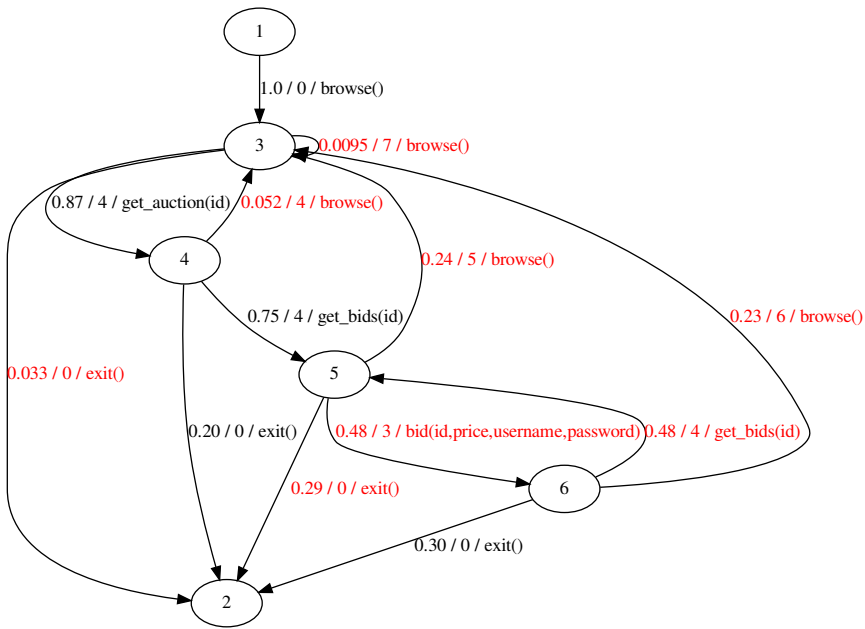 1
1.0 / 0 / browse()
3
0.0095 / 7 / browse()
0.87 / 4 / get_auction(id)
0.052 / 4 / browse()
4
0.24 / 5 / browse()
0.75 / 4 / get_bids(id)
0.23 / 6 / browse()
0.033 / 0 / exit()
5
0.20 / 0 / exit()
0.48 / 3 / bid(id,price,username,password)
0.48 / 4 / get_bids(id)
0.29 / 0 / exit()
6
0.30 / 0 / exit()
2